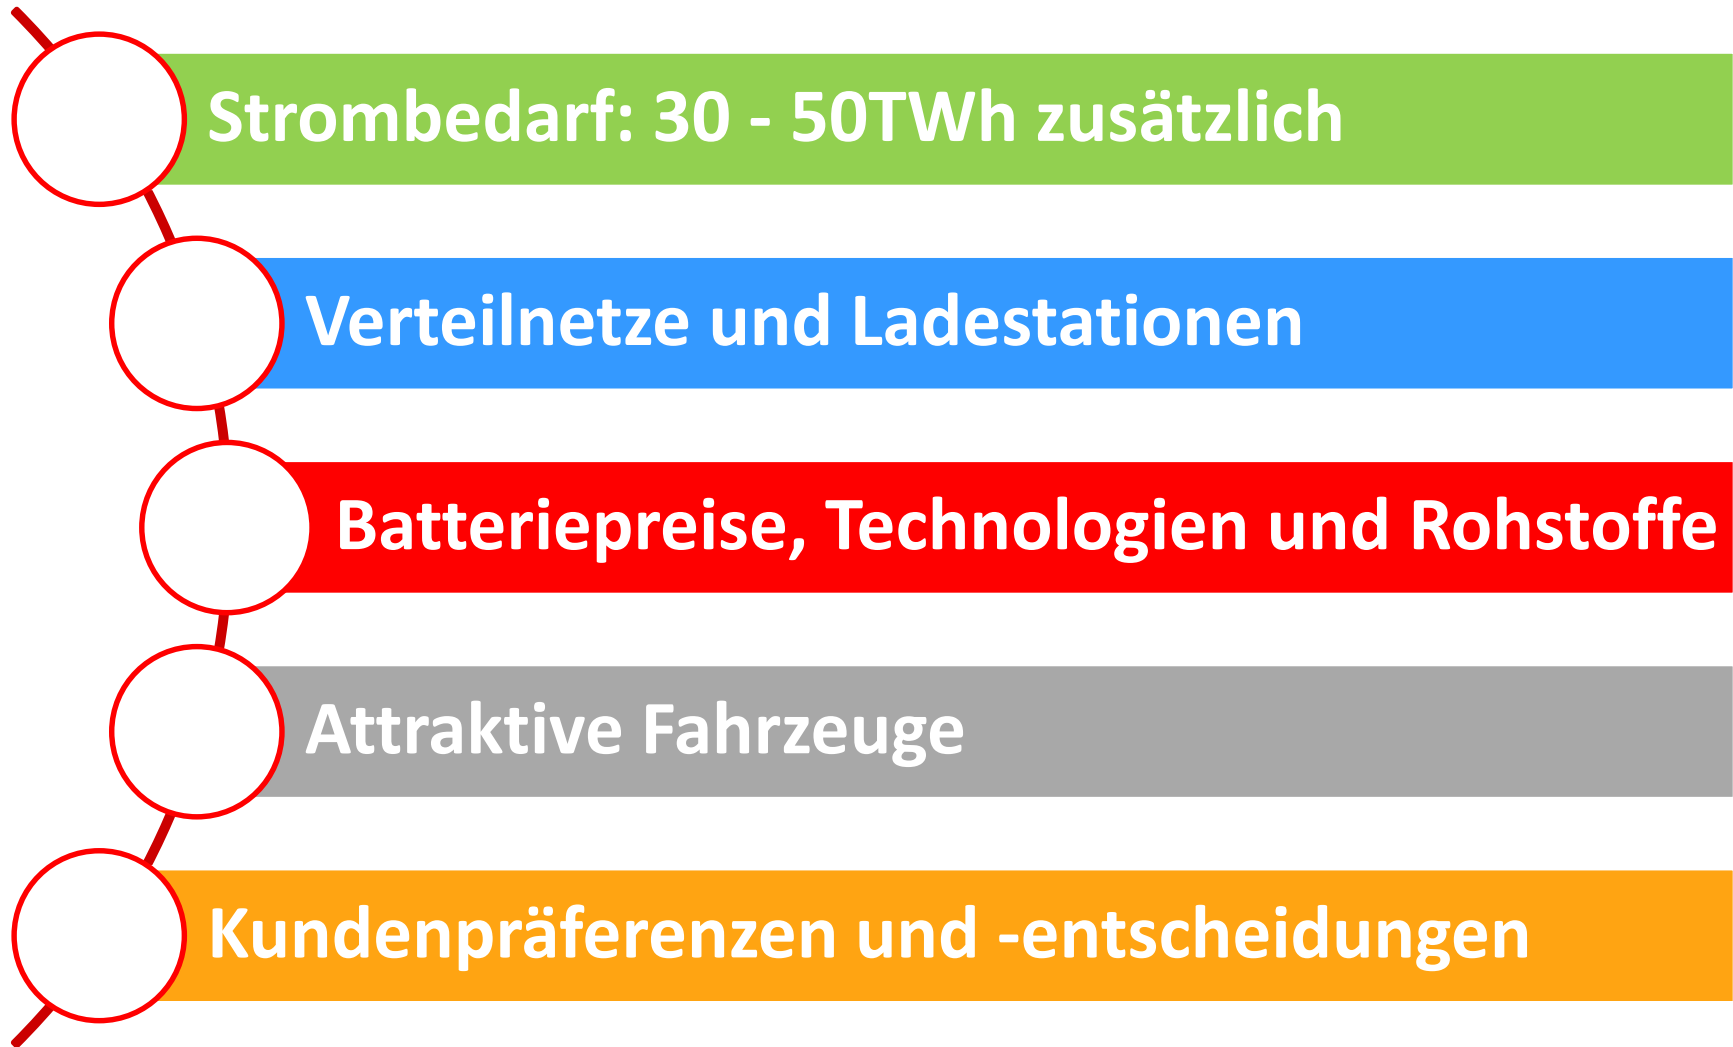 Strombedarf: 30 - 50TWh zusätzlich
Verteilnetze und Ladestationen
Batteriepreise, Technologien und Rohstoffe
Attraktive Fahrzeuge
Kundenpräferenzen und -entscheidungen